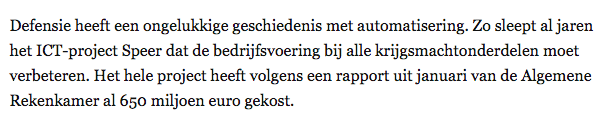 Defensie heeft een ongelukkige geschiedenis met automatisering. Zo sleept al jaren
het ICT-project Speer dat de bedrijfsvoering bij alle krijgsmachtonderdelen moet
verbeteren. Het hele project heeft volgens een rapport uit januari van de Algemene
Rekenkamer al 650 miljoen euro gekost.